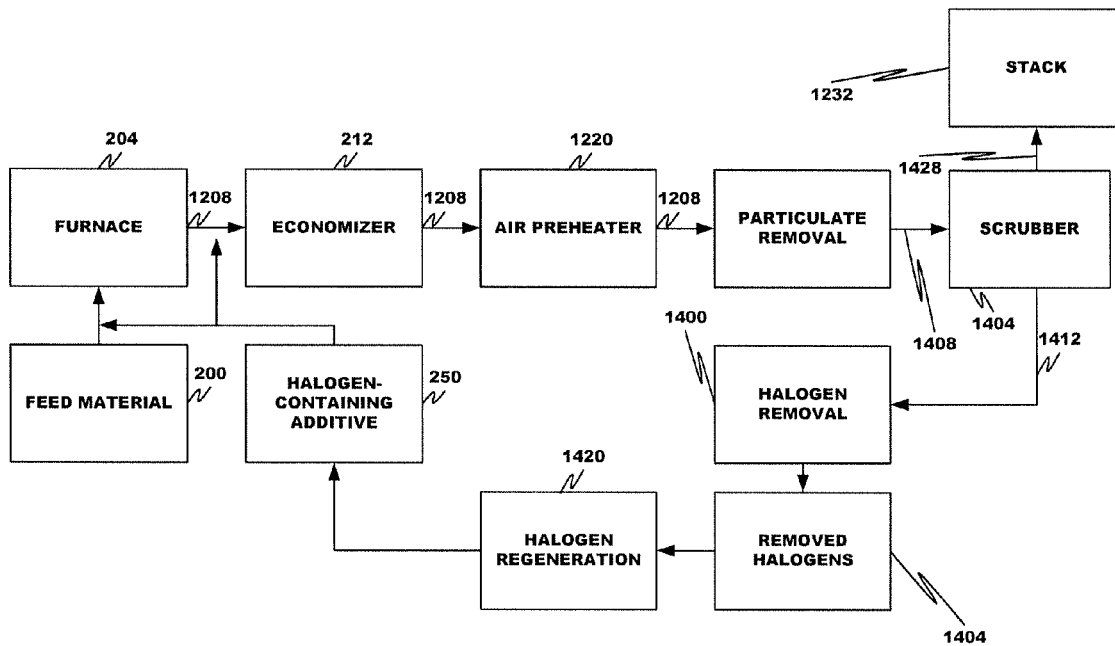 STACK
1232
204
212
1220
1428
1208
1208
1208
FURNACE
ECONOMIZER
AIR PREHEATER
PARTICULATE
REMOVAL
SCRUBBER
1400
1408
1404
1412
FEED MATERIAL
200
HALOGEN-
CONTAINING
ADDITIVE
250
HALOGEN
REMOVAL
1420
HALOGEN
REGENERATION
REMOVED
HALOGENS
1404